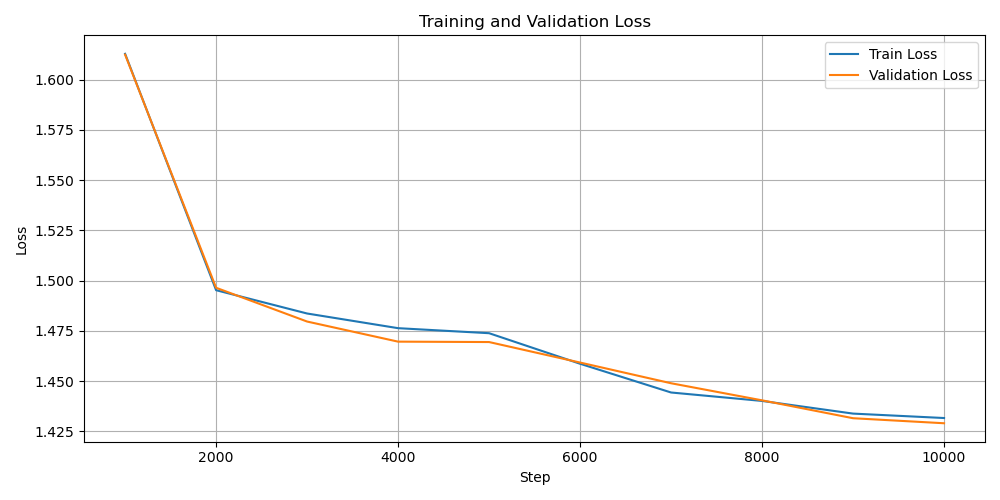 Training and Validation Loss
Train Loss
Validation Loss
1.600
1.575
1.550
1.525
1.500
1.475
1.450
1.425
Loss
2000 4000 6000 8000 10000
Step